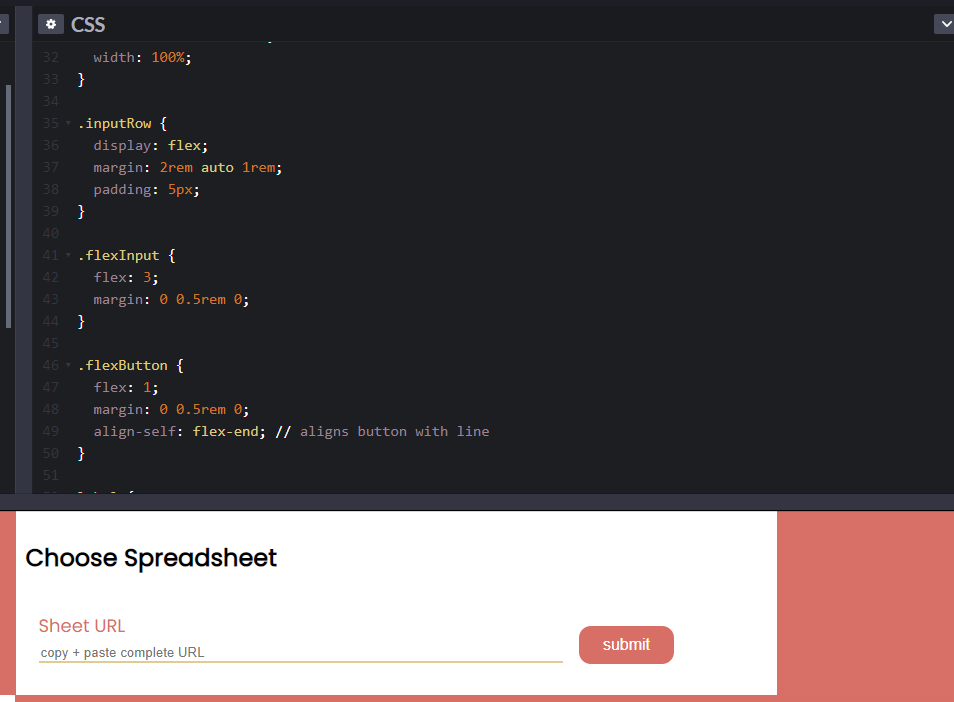 CSS
32 width: 100%;
33 }
34
35 .inputRow {
36 display: flex;
37 margin: 2rem auto 1rem;
38 padding: 5px;
39 }
40
41 .flexInput {
42 flex: 3;
43 margin: 0 0.5rem 0;
44 }
45
46 .flexButton {
47 flex: 1;
48 margin: 0 0.5rem 0;
49 align-self: flex-end; // aligns button with line
50 }
51
Choose Spreadsheet
Sheet URL
copy + paste complete URL
submit